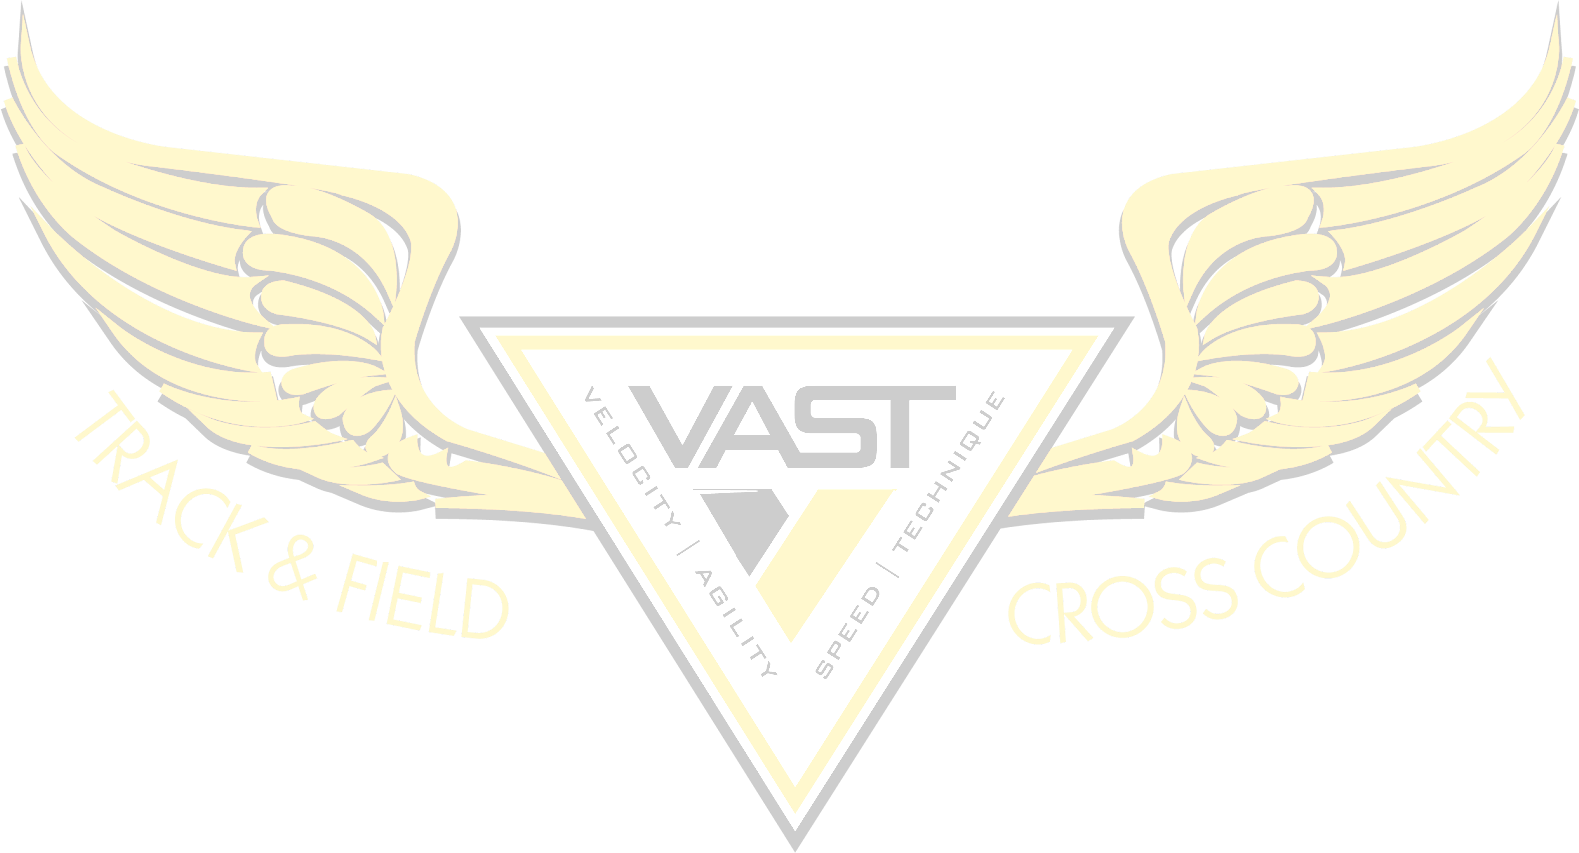 VAST
VELOCITY | AGILITY
SPEED | TECHNIQUE
TRACK & FIELD
CROSS COUNTRY